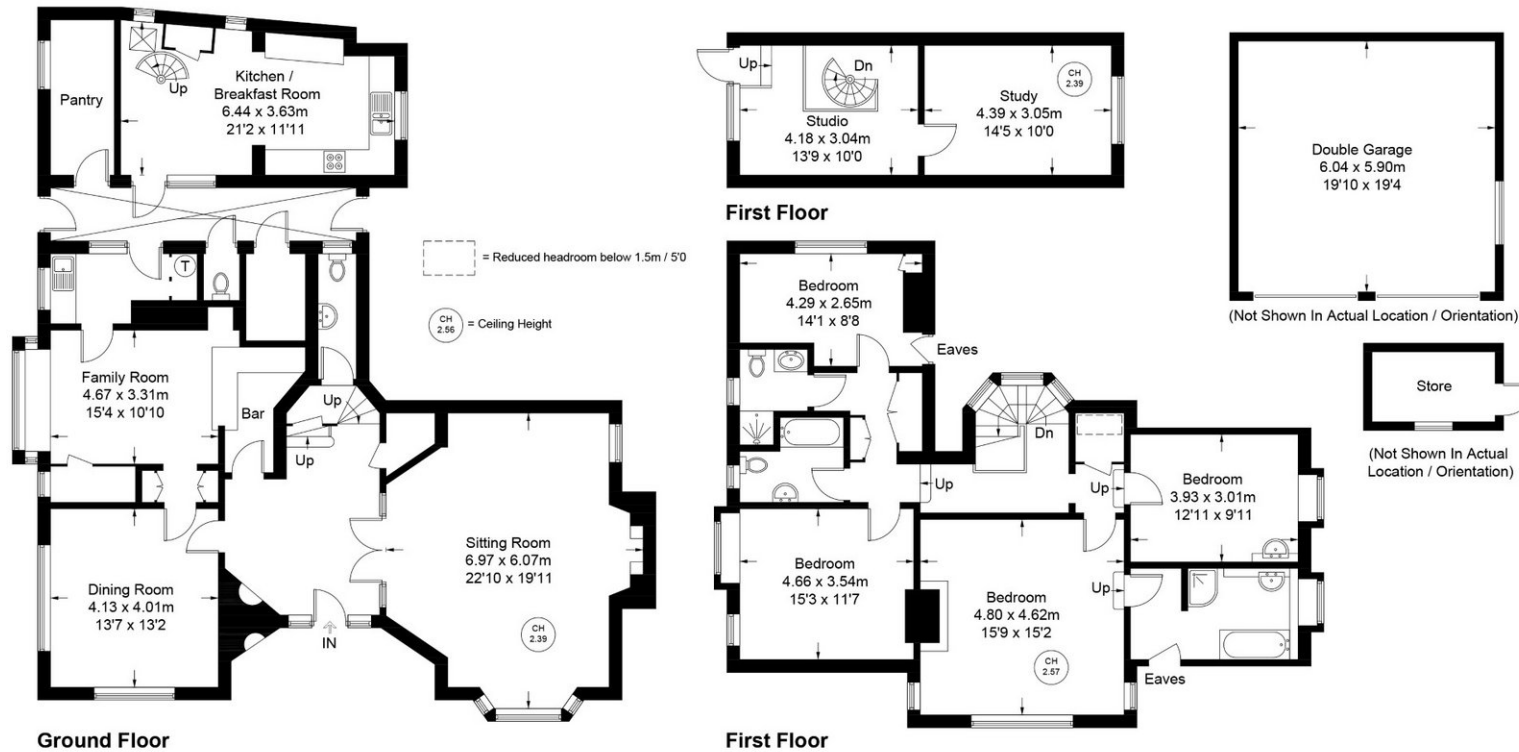 Pantry
Up
Kitchen /
Breakfast Room
6.44 x 3.63m
21'2 x 11'11
T
Family Room
4.67 x 3.31m
15'4 x 10'10
Bar
Up
Up
Dining Room
4.13 x 4.01m
13'7 x 13'2
IN
Sitting Room
6.97 x 6.07m
22'10 x 19'11
CH
2.39
Ground Floor
= Reduced headroom below 1.5m / 5'0
CH
2.56
= Ceiling Height
Up
Dn
Studio
4.18 x 3.04m
13'9 x 10'0
Study
4.39 x 3.05m
14'5 x 10'0
CH
2.39
First Floor
Bedroom
4.29 x 2.65m
14'1 x 8'8
Eaves
Dn
Up
Up
Bedroom
3.93 x 3.01m
12'11 x 9'11
Bedroom
4.66 x 3.54m
15'3 x 11'7
Bedroom
4.80 x 4.62m
15'9 x 15'2
CH
2.57
Up
Eaves
First Floor
Double Garage
6.04 x 5.90m
19'10 x 19'4
(Not Shown In Actual Location / Orientation)
Store
(Not Shown In Actual
Location / Orientation)